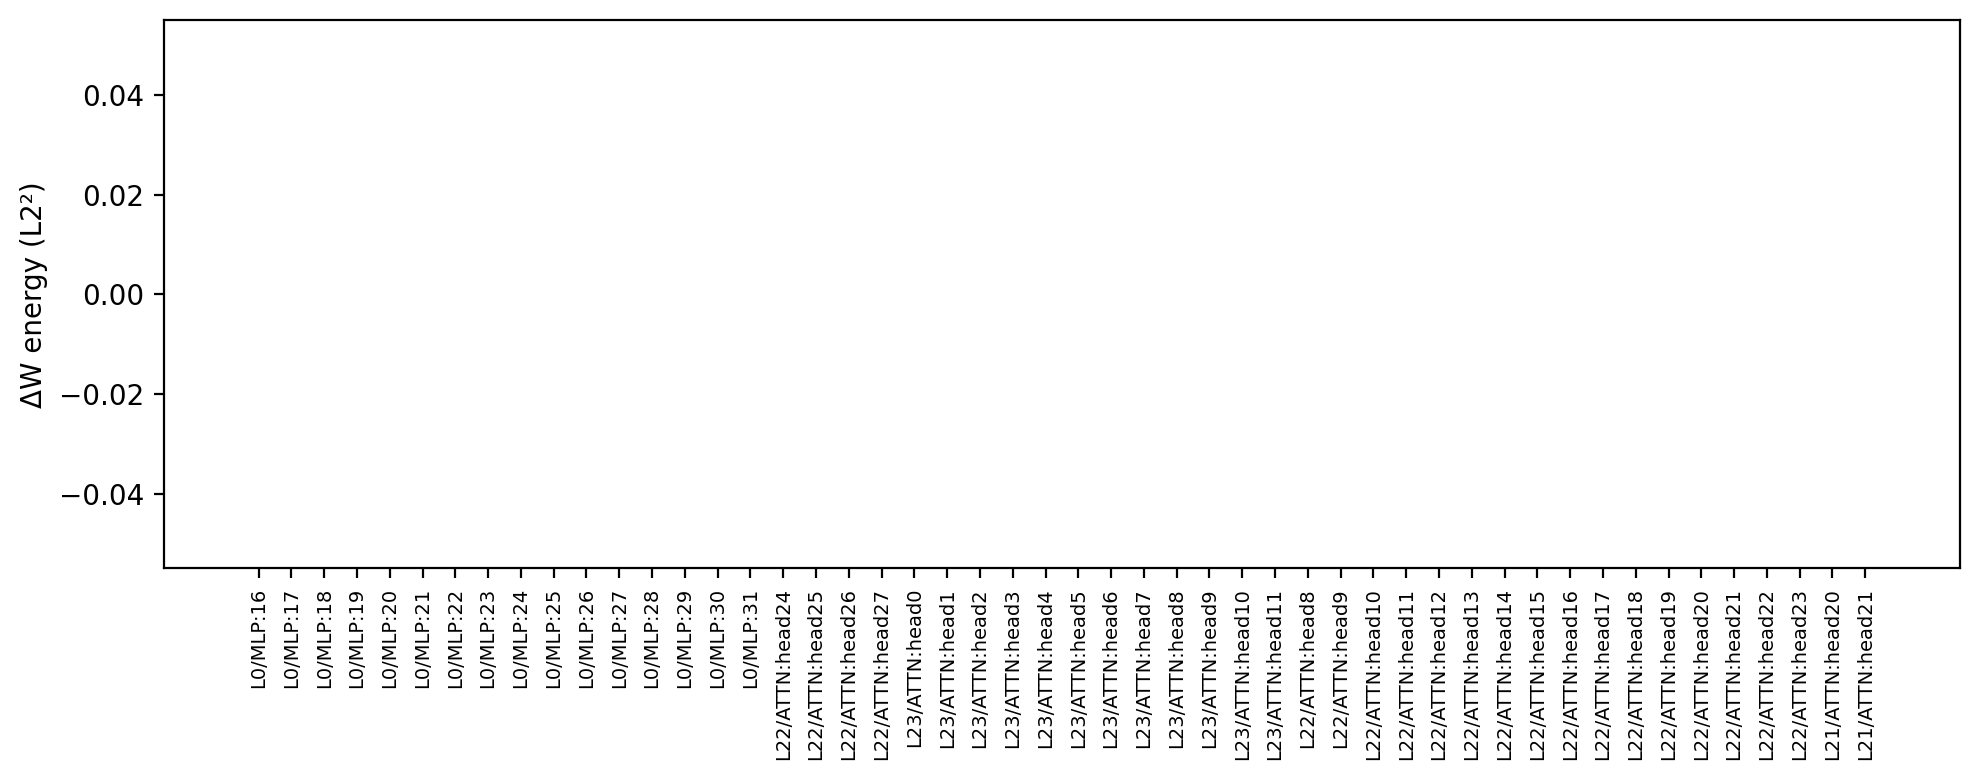 ΔW energy (L2²)
0.04
0.02
0.00
−0.02
−0.04
L0/MLP:16
L0/MLP:17
L0/MLP:18
L0/MLP:19
L0/MLP:20
L0/MLP:21
L0/MLP:22
L0/MLP:23
L0/MLP:24
L0/MLP:25
L0/MLP:26
L0/MLP:27
L0/MLP:28
L0/MLP:29
L0/MLP:30
L0/MLP:31
L22/ATTN:head24
L22/ATTN:head25
L22/ATTN:head26
L22/ATTN:head27
L23/ATTN:head0
L23/ATTN:head1
L23/ATTN:head2
L23/ATTN:head3
L23/ATTN:head4
L23/ATTN:head5
L23/ATTN:head6
L23/ATTN:head7
L23/ATTN:head8
L23/ATTN:head9
L23/ATTN:head10
L23/ATTN:head11
L22/ATTN:head8
L22/ATTN:head9
L22/ATTN:head10
L22/ATTN:head11
L22/ATTN:head12
L22/ATTN:head13
L22/ATTN:head14
L22/ATTN:head15
L22/ATTN:head16
L22/ATTN:head17
L22/ATTN:head18
L22/ATTN:head19
L22/ATTN:head20
L22/ATTN:head21
L22/ATTN:head22
L22/ATTN:head23
L21/ATTN:head20
L21/ATTN:head21